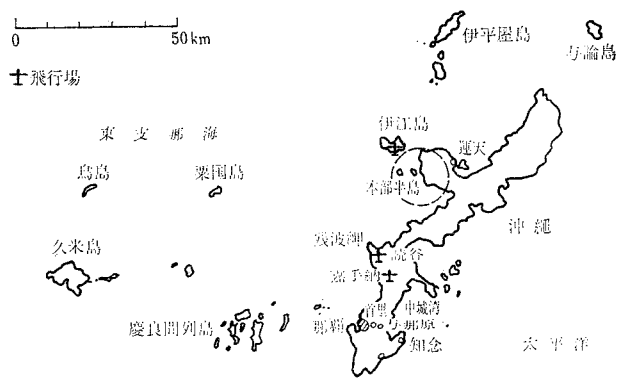 0 50km
飛行場
伊平屋島
与論島
東支那海
伊江島
運天
鳥島
粟国島
本部半島
沖縄
残波岬
読谷
久米島
嘉手納
首里
中城湾
慶良間列島
那覇
与那原
知念
太平洋